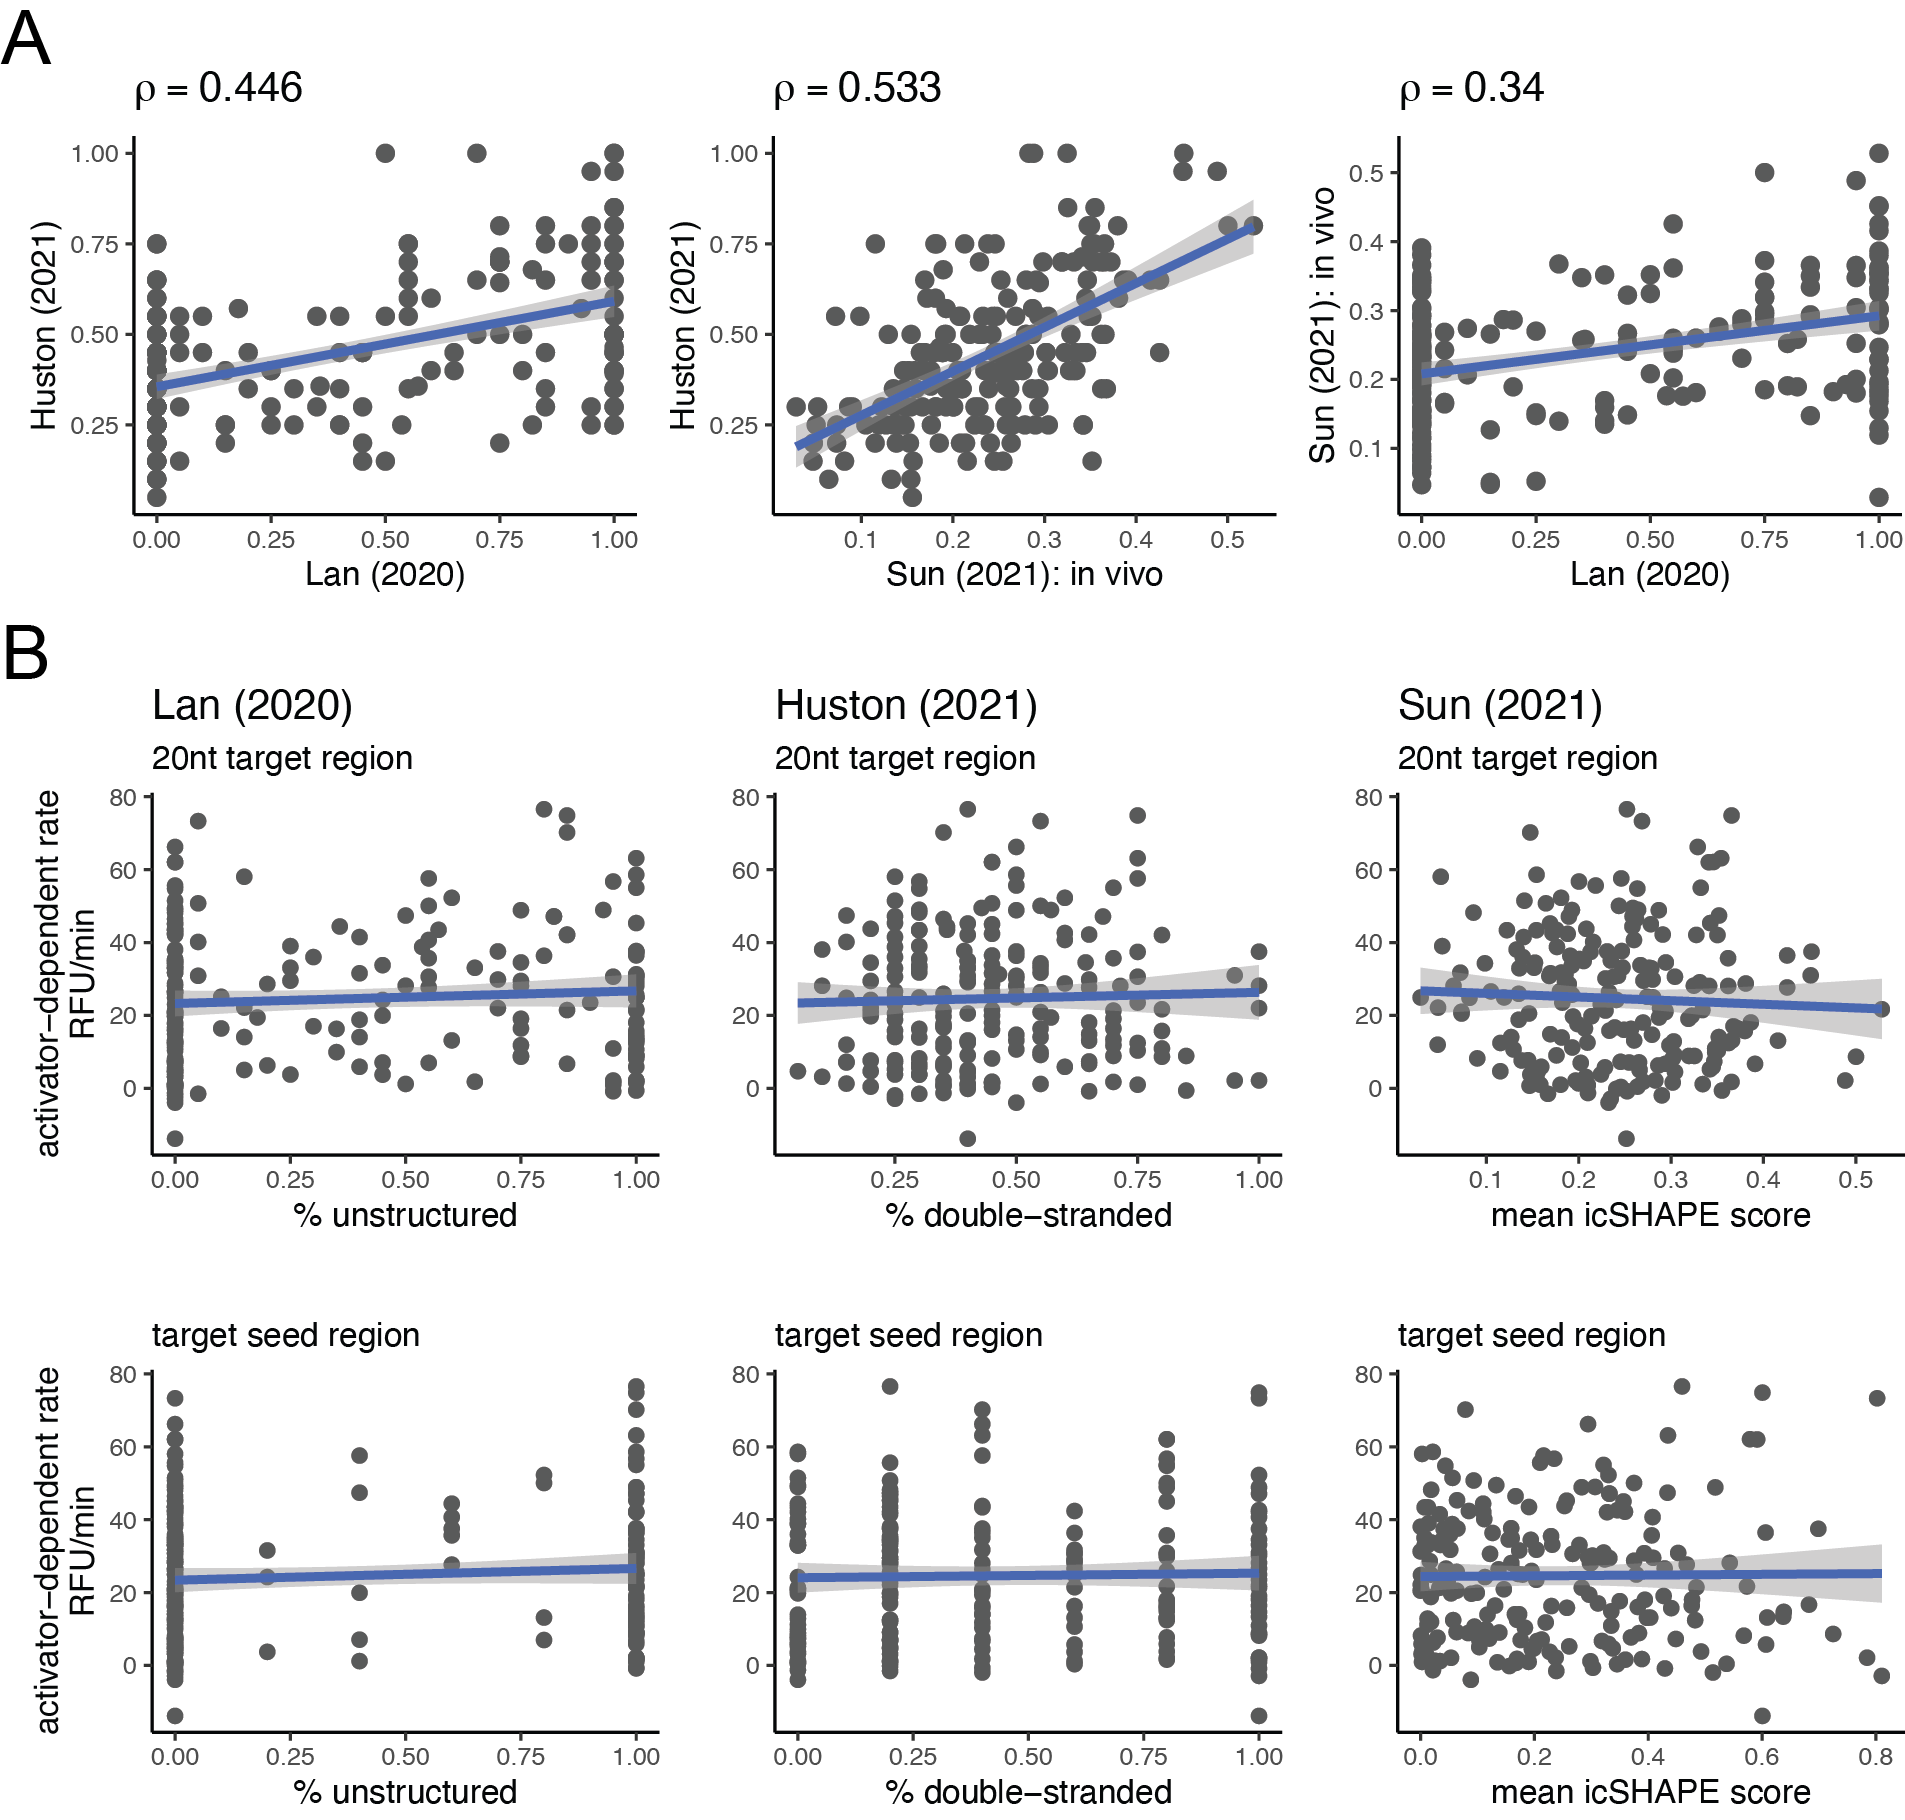 A
ρ = 0.446
ρ = 0.533
ρ = 0.34
Huston (2021)
1.00
0.75
0.50
0.25
0.00 0.25 0.50 0.75 1.00
Lan (2020)
Huston (2021)
1.00
0.75
0.50
0.25
0.1 0.2 0.3 0.4 0.5
Sun (2021): in vivo
Sun (2021): in vivo
0.5
0.4
0.3
0.2
0.1
0.00 0.25 0.50 0.75 1.00
Lan (2020)
B
Lan (2020)
20nt target region
activator−dependent rate
RFU/min
80
60
40
20
0
0.00 0.25 0.50 0.75 1.00
% unstructured
Huston (2021)
20nt target region
80
60
40
20
0
0.25 0.50 0.75 1.00
% double−stranded
Sun (2021)
20nt target region
80
60
40
20
0
0.1 0.2 0.3 0.4 0.5
mean icSHAPE score
target seed region
activator−dependent rate
RFU/min
80
60
40
20
0
0.00 0.25 0.50 0.75 1.00
% unstructured
target seed region
80
60
40
20
0
0.00 0.25 0.50 0.75 1.00
% double−stranded
target seed region
80
60
40
20
0
0.0 0.2 0.4 0.6 0.8
mean icSHAPE score